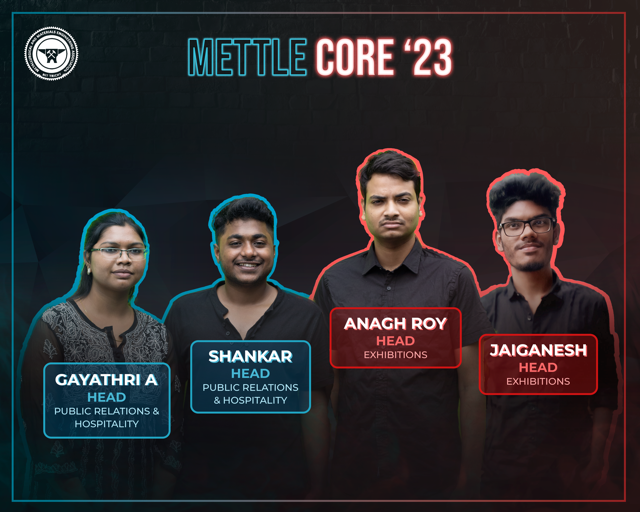 METTLE CORE ‘23
GAYATHRI A
HEAD
PUBLIC RELATIONS &
HOSPITALITY
SHANKAR
HEAD
PUBLIC RELATIONS
& HOSPITALITY
ANAGH ROY
HEAD
EXHIBITIONS
JAIGANESH
HEAD
EXHIBITIONS